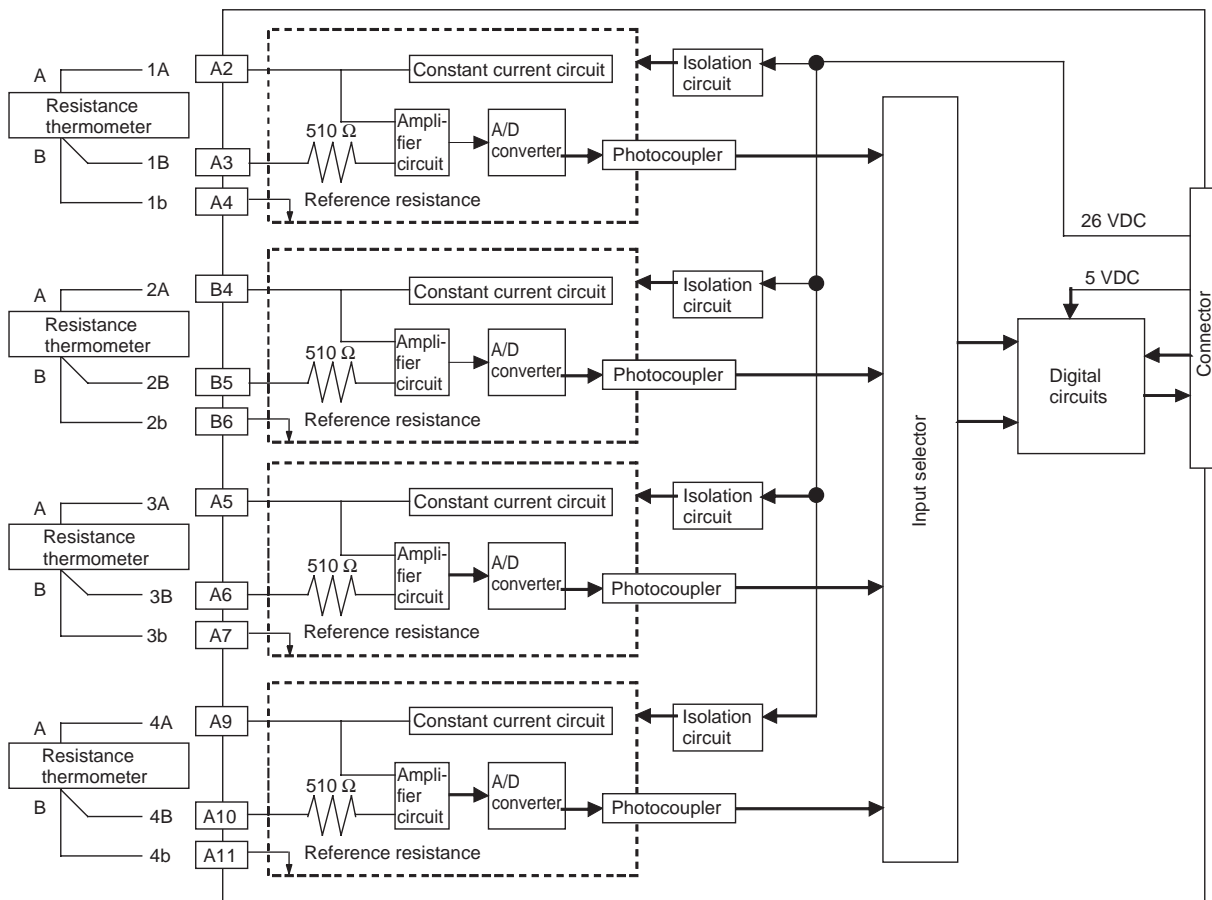 A
1A
A2
Constant current circuit
Isolation
circuit
Resistance
thermometer
510 Ω
Ampli-
fier
circuit
A/D
converter
Photocoupler
B
1B
A3
1b
A4
Reference resistance
A
2A
B4
Constant current circuit
Isolation
circuit
Resistance
thermometer
510 Ω
Ampli-
fier
circuit
A/D
converter
Photocoupler
B
2B
B5
2b
B6
Reference resistance
A
3A
A5
Constant current circuit
Isolation
circuit
Resistance
thermometer
510 Ω
Ampli-
fier
circuit
A/D
converter
Photocoupler
B
3B
A6
3b
A7
Reference resistance
A
4A
A9
Constant current circuit
Isolation
circuit
Resistance
thermometer
510 Ω
Ampli-
fier
circuit
A/D
converter
Photocoupler
B
4B
A10
4b
A11
Reference resistance
Input selector
26 VDC
5 VDC
Digital
circuits
Connector